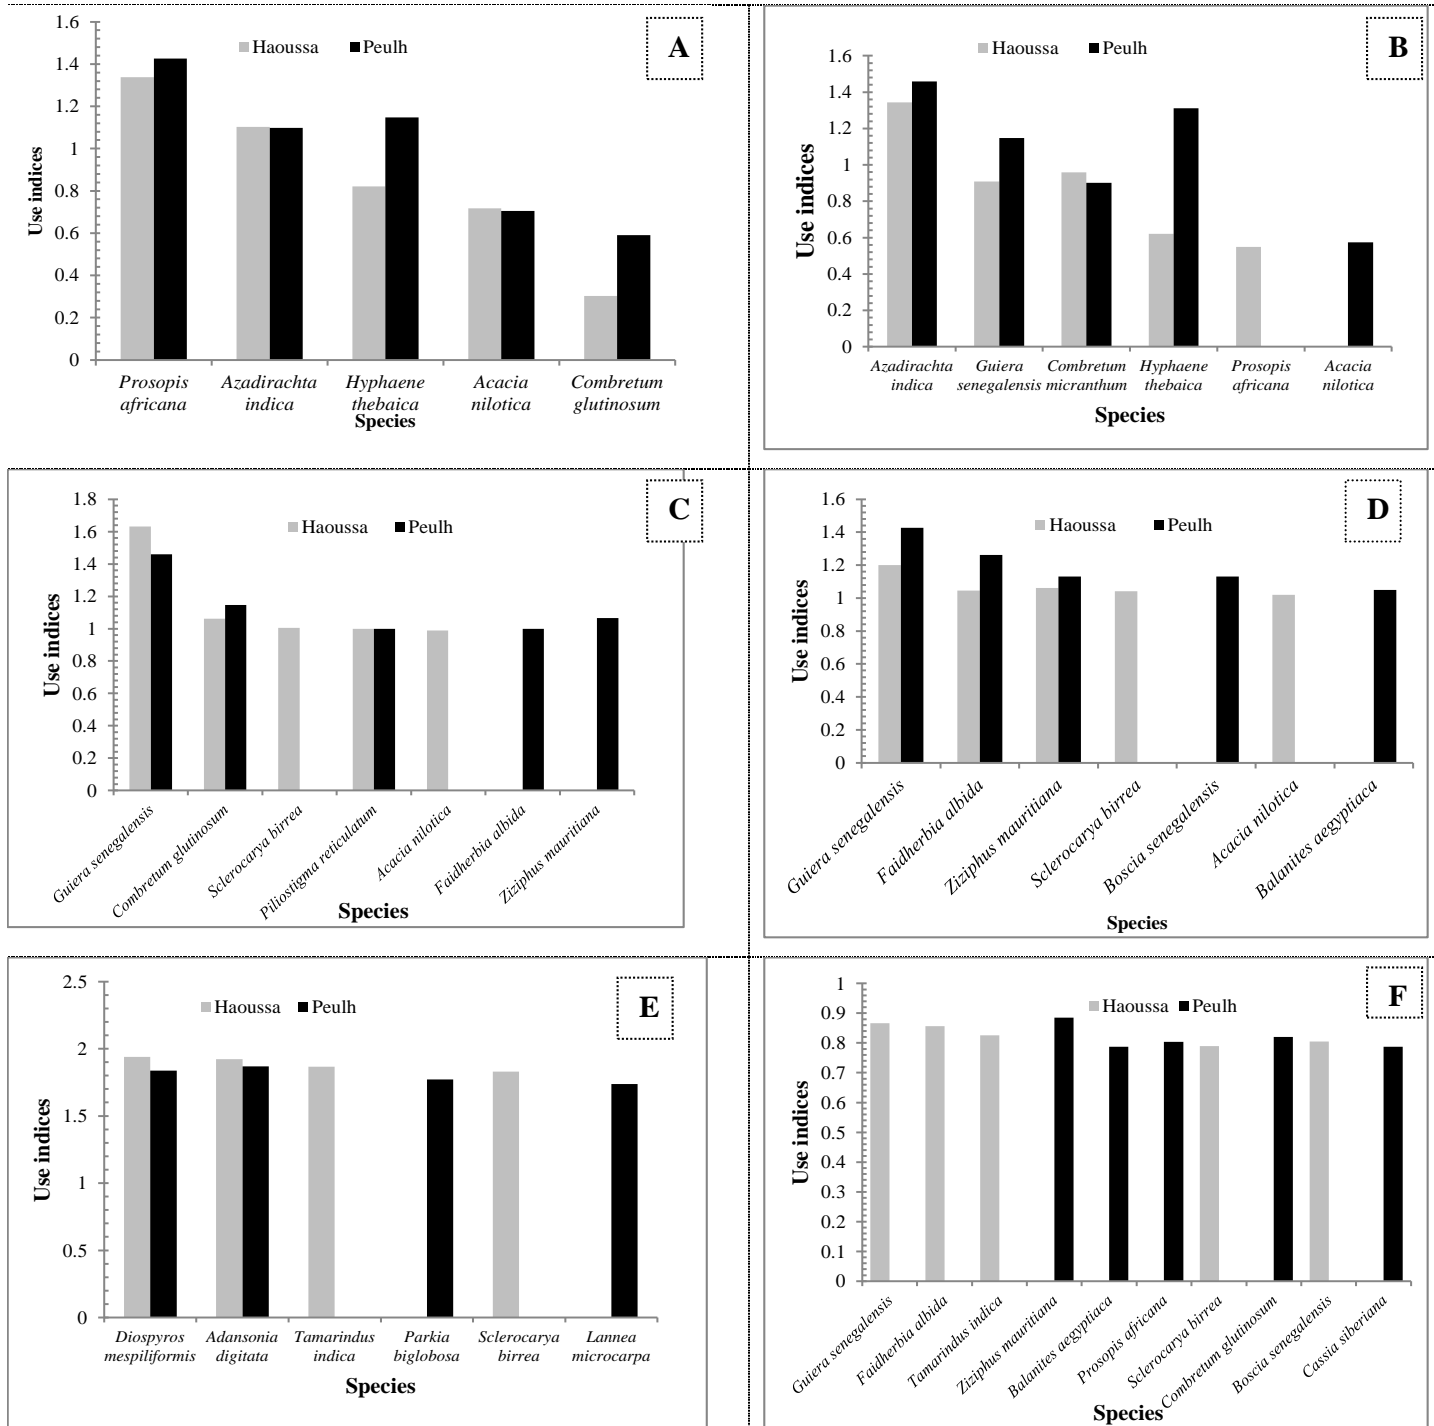 A
Haoussa Peulh
Use indices
1.6
1.4
1.2
1
0.8
0.6
0.4
0.2
0
Prosopis africana
Azadirachta indica
Hyphaene thebaica
Acacia nilotica
Combretum glutinosum
Species
B
Haoussa Peulh
Use indices
1.6
1.4
1.2
1
0.8
0.6
0.4
0.2
0
Azadirachta indica
Guiera senegalensis
Combretum micranthum
Hyphaene thebaica
Prosopis africana
Acacia nilotica
Species
C
Haoussa Peulh
Use indices
1.8
1.6
1.4
1.2
1
0.8
0.6
0.4
0.2
0
Guiera senegalensis
Combretum glutinosum
Sclerocarya birrea
Piliostigma reticulatum
Acacia nilotica
Faidherbia albida
Ziziphus mauritiana
Species
D
Haoussa Peulh
Use indices
1.6
1.4
1.2
1
0.8
0.6
0.4
0.2
0
Guiera senegalensis
Faidherbia albida
Ziziphus mauritiana
Sclerocarya birrea
Boscia senegalensis
Acacia nilotica
Balanites aegyptiaca
Species
E
Haoussa Peulh
Use indices
2.5
2
1.5
1
0.5
0
Diospyros mespiliformis
Adansonia digitata
Tamarindus indica
Parkia biglobosa
Sclerocarya birrea
Lannea microcarpa
Species
F
Haoussa Peulh
Use indices
1
0.9
0.8
0.7
0.6
0.5
0.4
0.3
0.2
0.1
0
Guiera senegalensis
Faidherbia albida
Tamarindus indica
Ziziphus mauritiana
Balanites aegyptiaca
Prosopis africana
Sclerocarya birrea
Combretum glutinosum
Boscia senegalensis
Cassia siberiana
Species